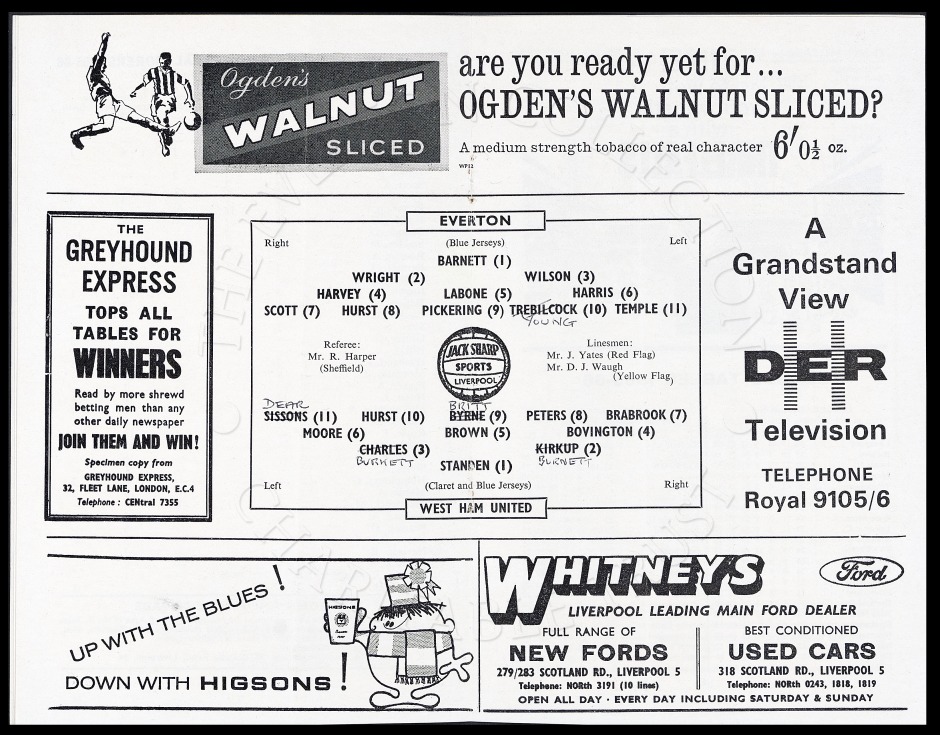 Ogden's
WALNUT
SLICED
are you ready yet for...
OGDEN'S WALNUT SLICED?
A medium strength tobacco of real character 6'0½ oz.
WP12
THE
GREYHOUND
EXPRESS
TOPS ALL
TABLES FOR
WINNERS
Read by more shrewd
betting men than any
other daily newspaper
JOIN THEM AND WIN!
Specimen copy from
GREYHOUND EXPRESS,
32, FLEET LANE, LONDON, E.C.4
Telephone : CENtral 7355
EVERTON
Right (Blue Jerseys) Left
BARNETT (1)
WRIGHT (2) WILSON (3)
HARVEY (4) LABONE (5) HARRIS (6)
SCOTT (7) HURST (8) PICKERING (9) TREBILCOCK (10) TEMPLE (11)
YOUNG
Referee:
Mr. R. Harper
(Sheffield)
JACK SHARP
SPORTS
LIVERPOOL
Linesmen:
Mr. J. Yates (Red Flag)
Mr. D. J. Waugh
(Yellow Flag)
DEAR BRITT
SISSONS (11) HURST (10) BYRNE (9) PETERS (8) BRABROOK (7)
MOORE (6) BROWN (5) BOVINGTON (4)
CHARLES (3) KIRKUP (2)
BURKETT BURNETT
STANDEN (1)
Left (Claret and Blue Jerseys) Right
WEST HAM UNITED
A
Grandstand
View
DER
Television
TELEPHONE
Royal 9105/6
UP WITH THE BLUES !
DOWN WITH HIGSONS !
HIGSONS
WHITNEY'S
Ford
LIVERPOOL LEADING MAIN FORD DEALER
FULL RANGE OF
NEW FORDS
279/283 SCOTLAND RD., LIVERPOOL 5
Telephone: NORth 3191 (10 lines)
BEST CONDITIONED
USED CARS
318 SCOTLAND RD., LIVERPOOL 5
Telephone: NORth 0243, 1818, 1819
OPEN ALL DAY · EVERY DAY INCLUDING SATURDAY & SUNDAY